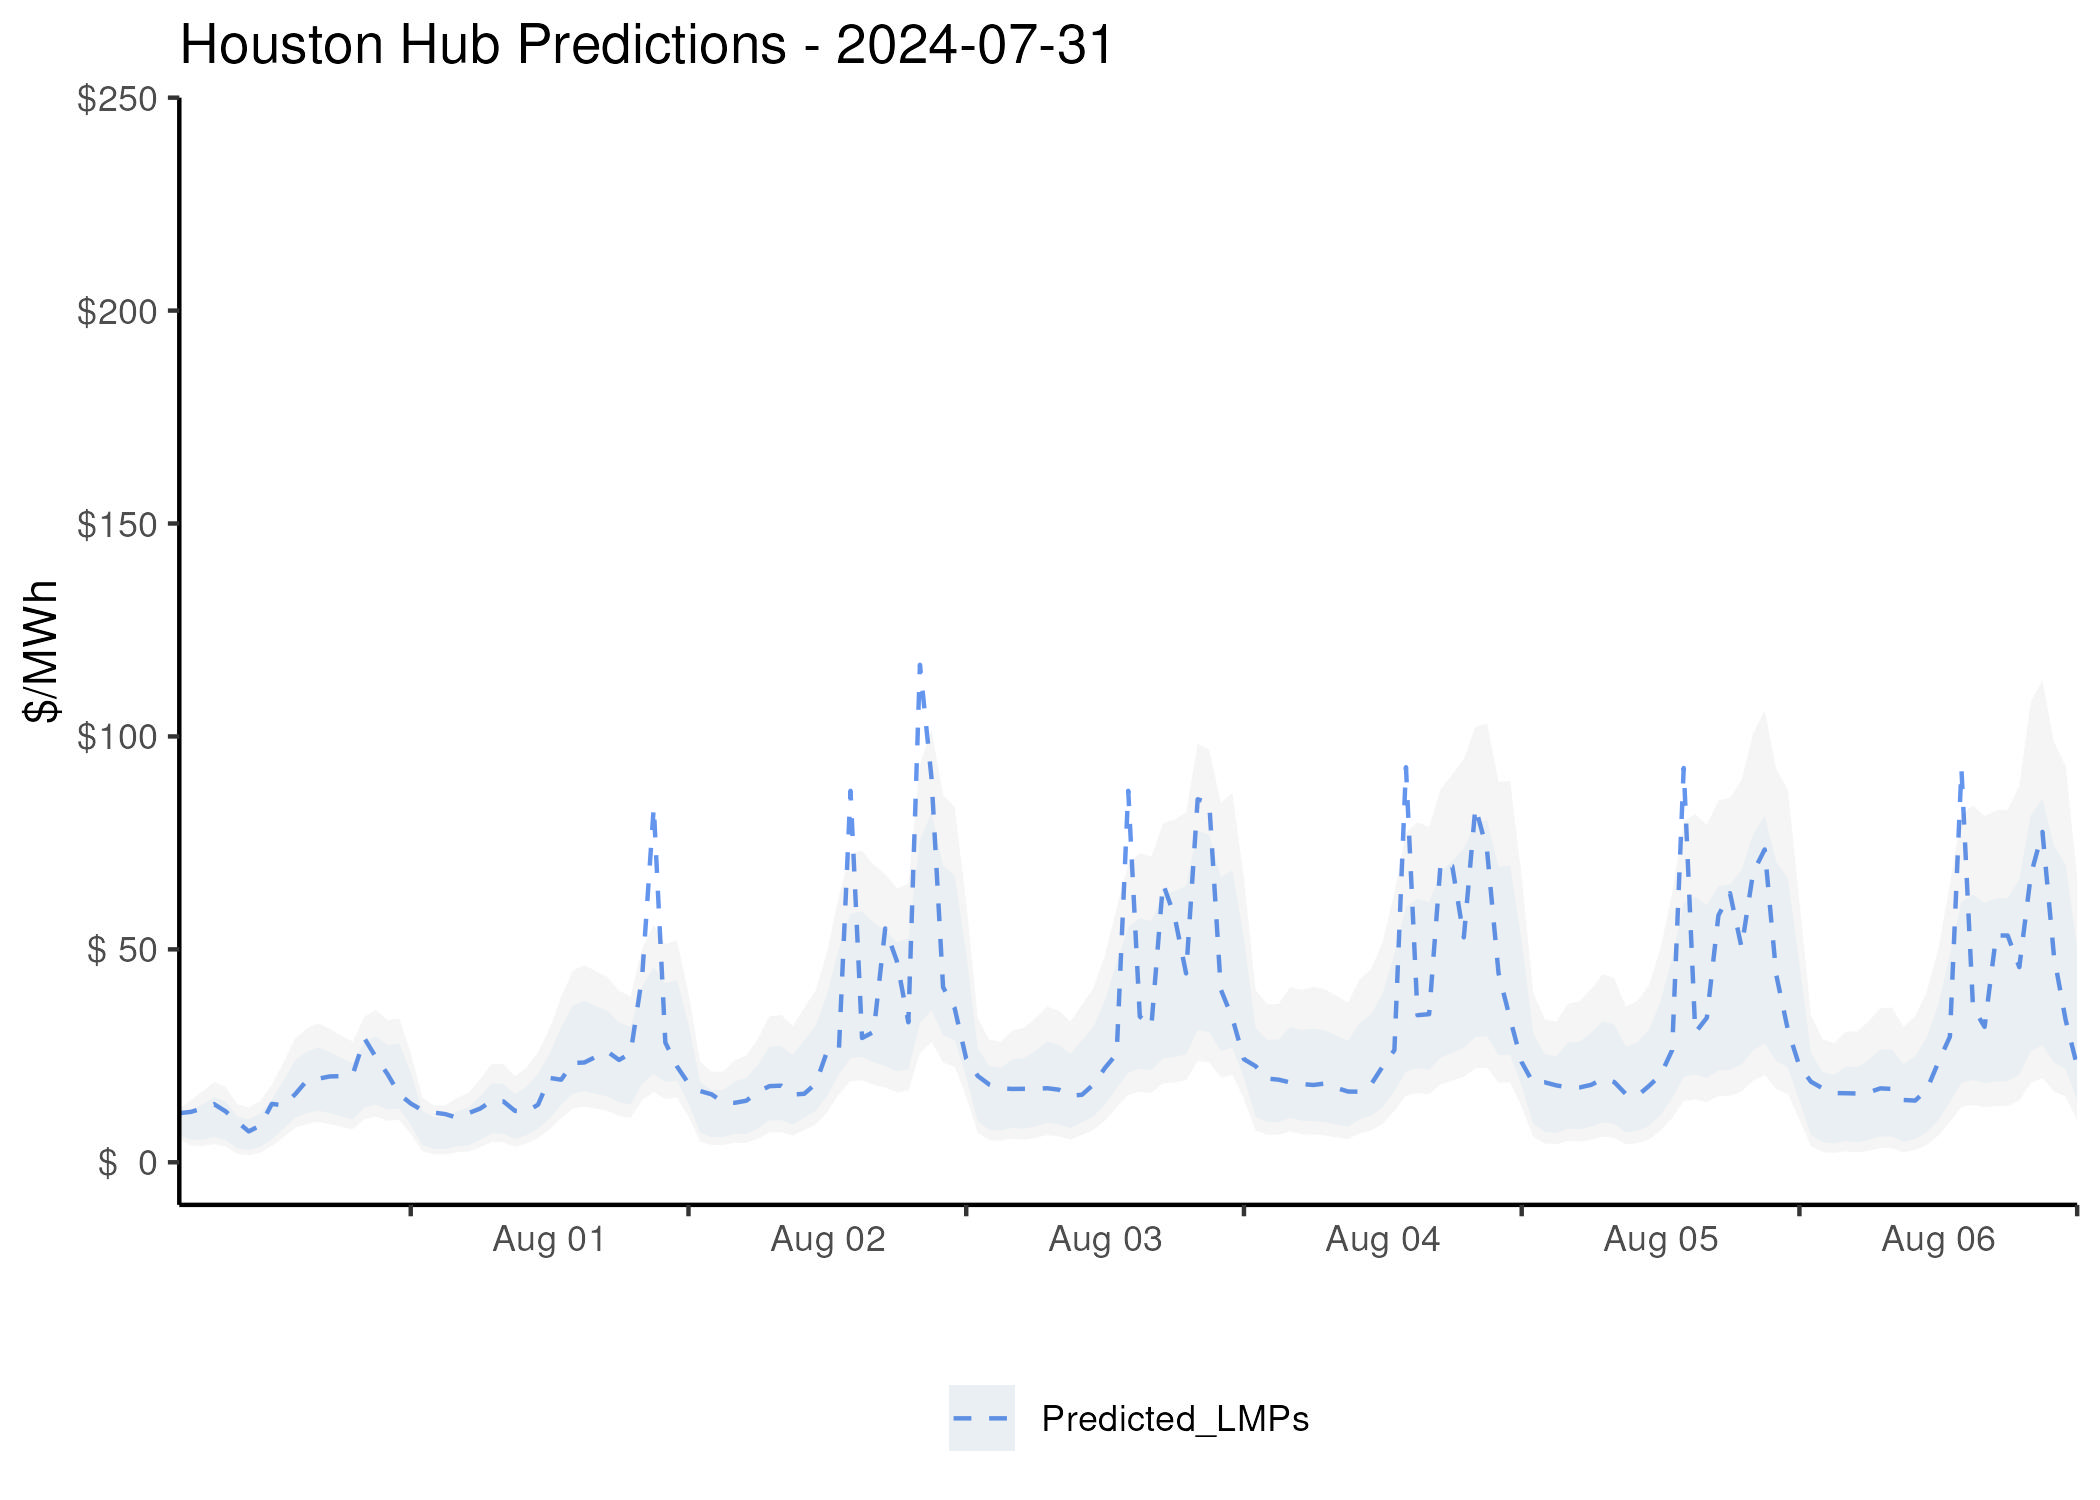 Houston Hub Predictions - 2024-07-31
$250
$200
$150
$100
$ 50
$  0
$/MWh
Aug 01 Aug 02 Aug 03 Aug 04 Aug 05 Aug 06
Predicted_LMPs